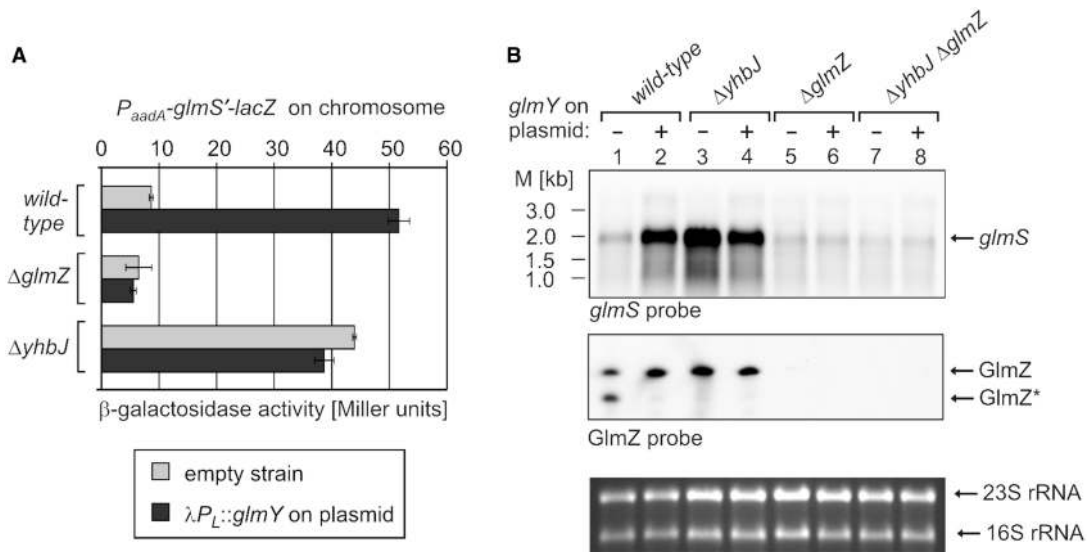 A
P_aadA-glmS′-lacZ on chromosome
0 10 20 30 40 50 60
wild-
type
ΔglmZ
ΔyhbJ
β-galactosidase activity [Miller units]
empty strain
λP_L::glmY on plasmid
B
wild-type ΔyhbJ ΔglmZ ΔyhbJ ΔglmZ
glmY on
plasmid: – + – + – + – +
1 2 3 4 5 6 7 8
M [kb]
3.0
2.0
1.5
1.0
glmS
glmS probe
GlmZ
GlmZ*
GlmZ probe
23S rRNA
16S rRNA